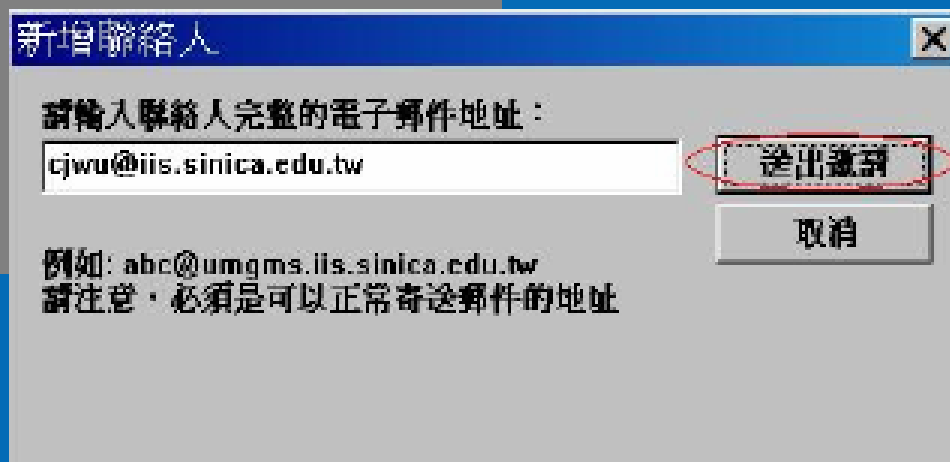 新增聯絡人
請輸入聯絡人完整的電子郵件地址：
cjwu@iis.sinica.edu.tw
送出邀請
取消
例如: abc@umgms.iis.sinica.edu.tw
請注意，必須是可以正常寄送郵件的地址